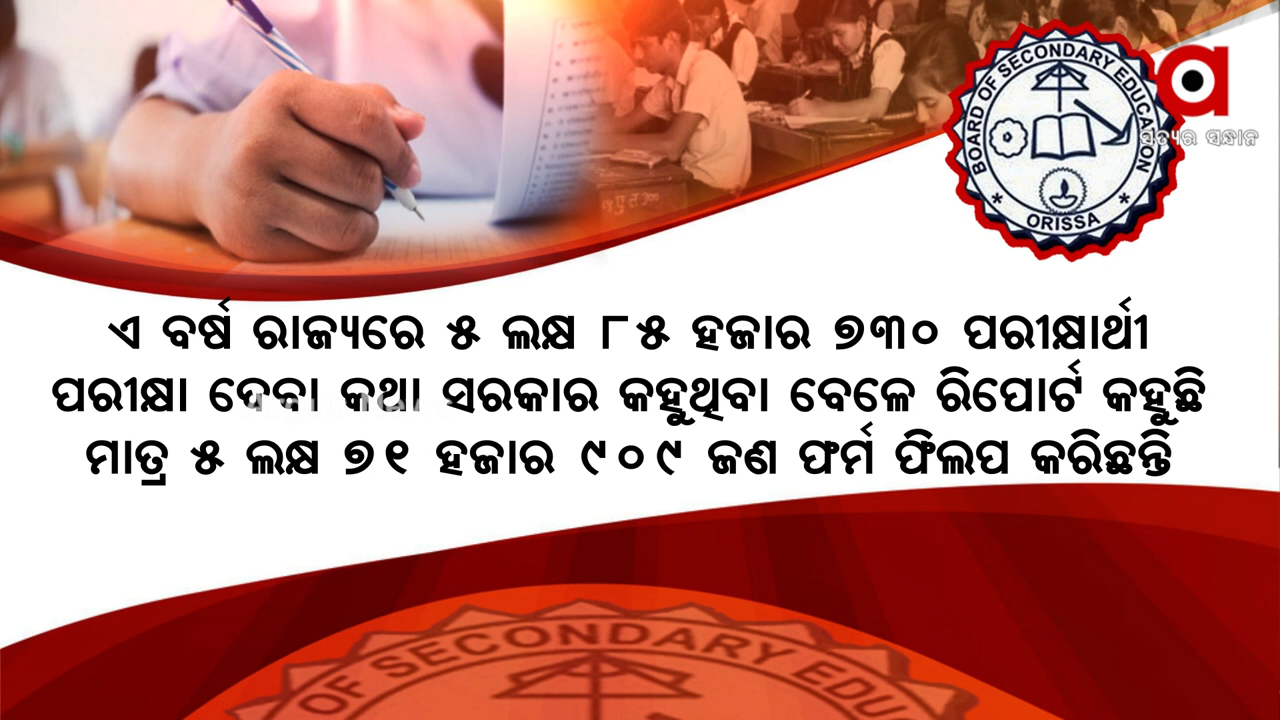 BOARD OF SECONDARY EDUCATION
ORISSA
a
ସତ୍ୟର ସନ୍ଧାନ
ଏ ବର୍ଷ ରାଜ୍ୟରେ ୫ ଲକ୍ଷ ୮୫ ହଜାର ୭୩୦ ପରୀକ୍ଷାର୍ଥୀ
ପରୀକ୍ଷା ଦେବା କଥା ସରକାର କହୁଥିବା ବେଳେ ରିପୋର୍ଟ କହୁଛି
ମାତ୍ର ୫ ଲକ୍ଷ ୭୧ ହଜାର ୯୦୯ ଜଣ ଫର୍ମ ଫିଲପ କରିଛନ୍ତି
OF SECONDARY EDUC